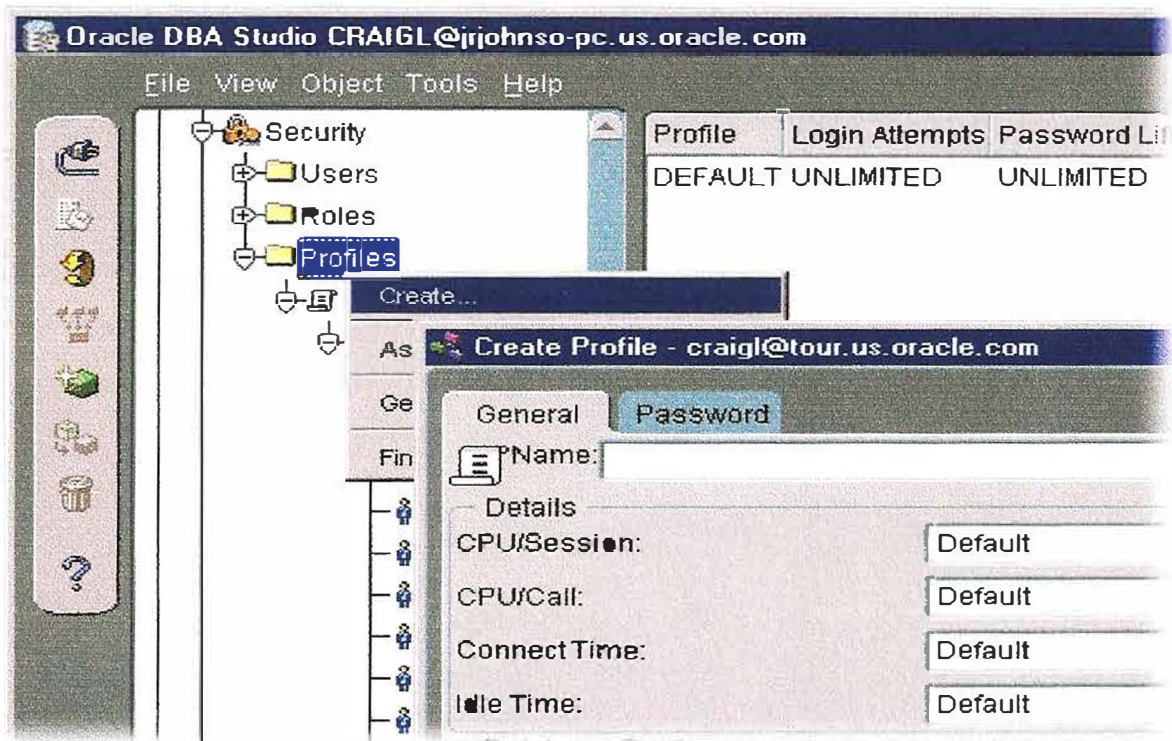 Oracle DBA Studio CRAIGL@jrjohnso-pc.us.oracle.com
File View Object Tools Help
Security
Users
Roles
Profiles
Profile Login Attempts Password Li
DEFAULT UNLIMITED UNLIMITED
Create...
As
Ge
Fin
Create Profile - craigl@tour.us.oracle.com
General Password
Name:
Details
CPU/Session: Default
CPU/Call: Default
Connect Time: Default
Idle Time: Default